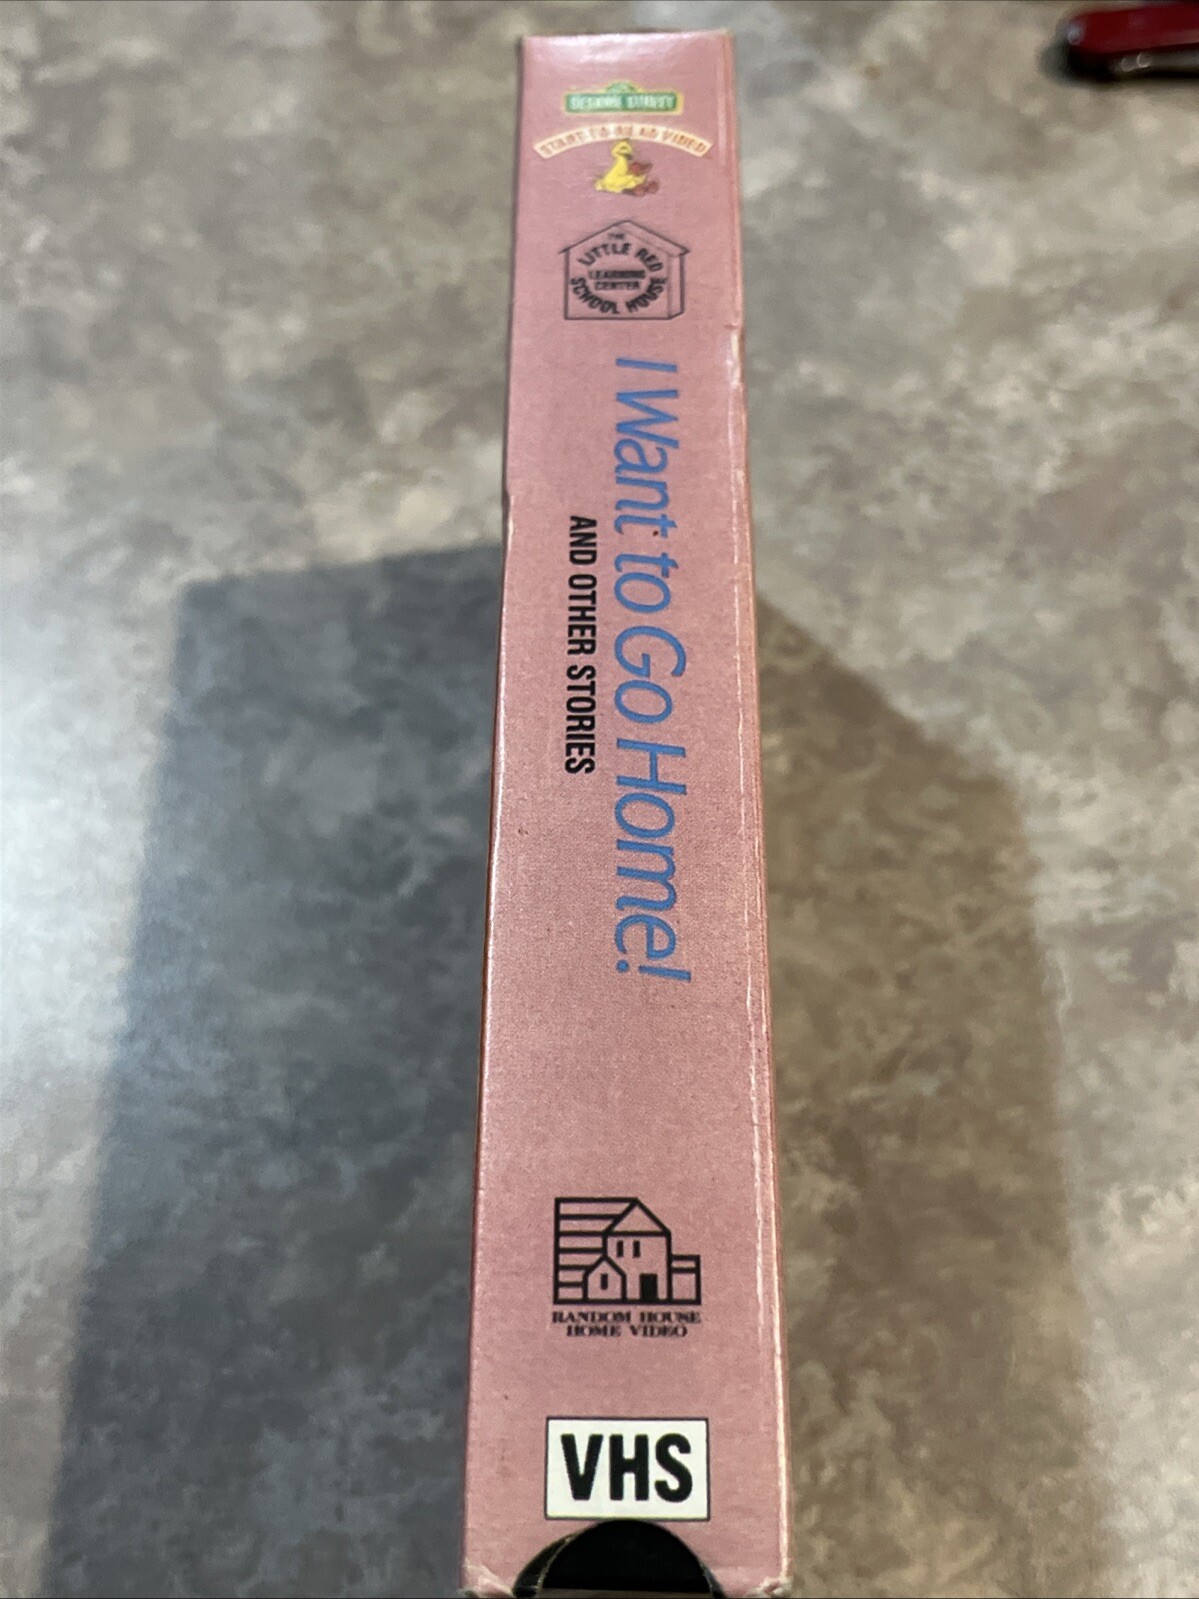 SESAME STREET
START TO READ VIDEO
THE
LITTLE RED
LEARNING
CENTER
SCHOOL HOUSE
I Want to Go Home!
AND OTHER STORIES
RANDOM HOUSE
HOME VIDEO
VHS